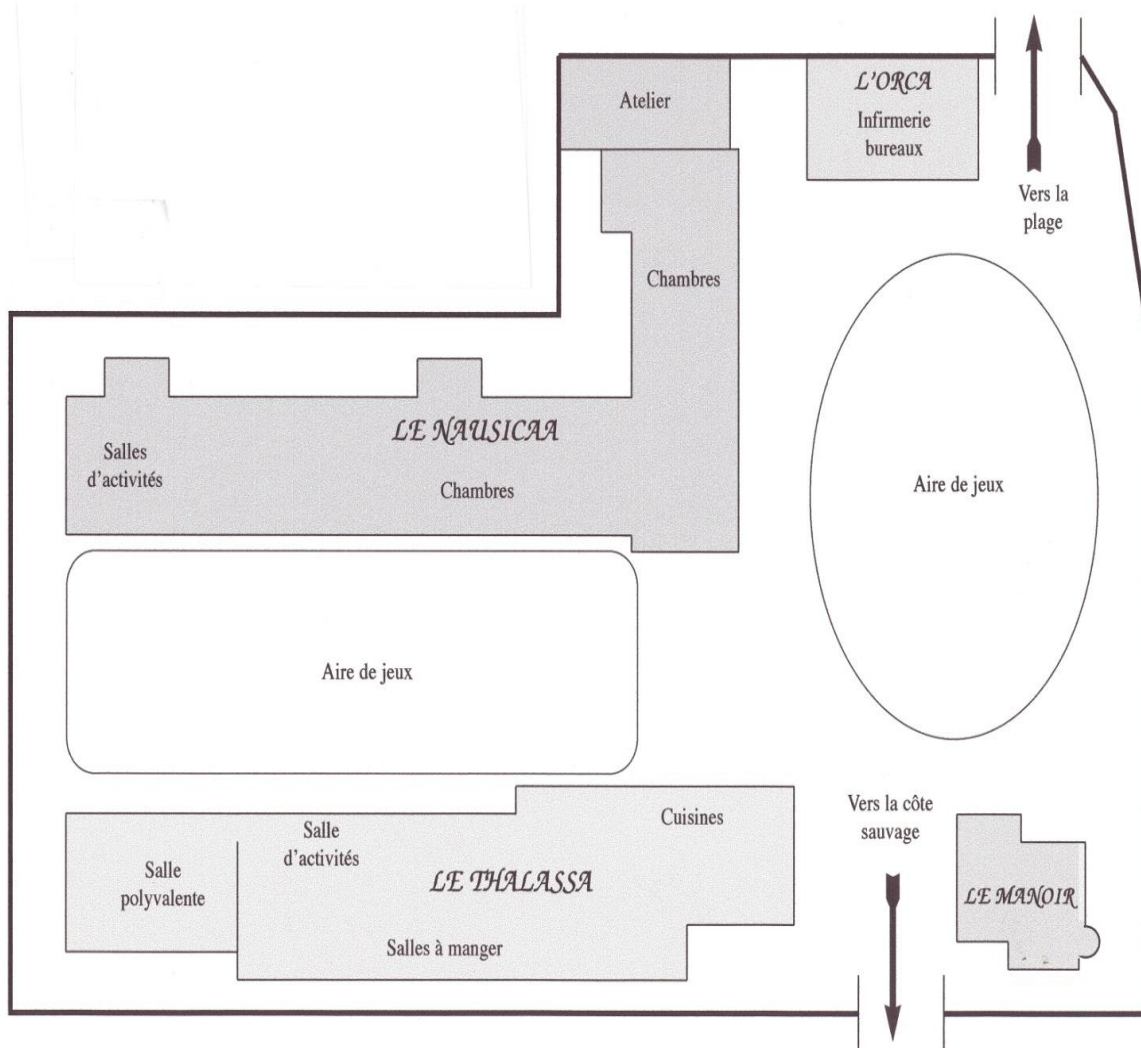 Atelier
L'ORCA
Infirmerie
bureaux
Vers la
plage
Chambres
LE NAUSICAA
Salles
d'activités
Chambres
Aire de jeux
Aire de jeux
Vers la côte
sauvage
Cuisines
Salle
d'activités
Salle
polyvalente
LE THALASSA
LE MANOIR
Salles à manger